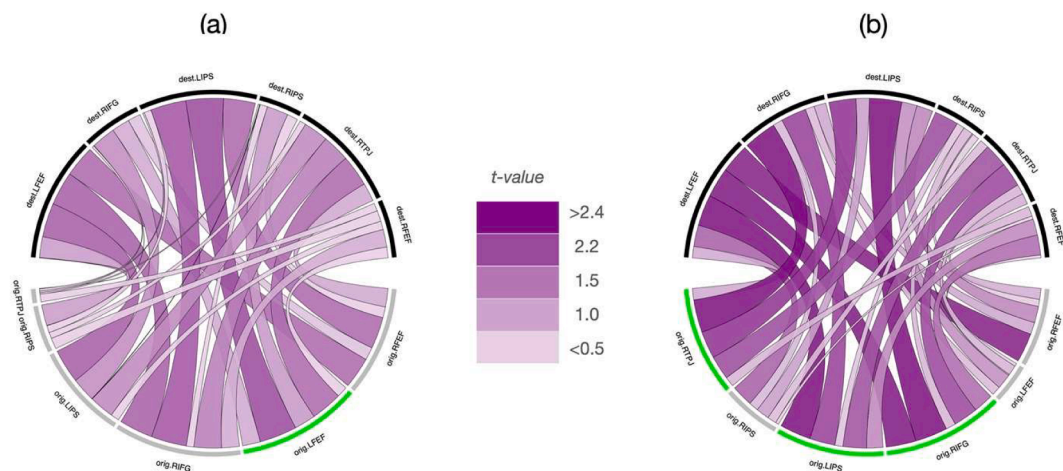 (a)
(b)
dest.LIPS
dest.RIFG
dest.RIPS
dest.RTPJ
dest.LFEF
dest.RFEF
orig.RTPJ
orig.RIPS
orig.LIPS
orig.RIFG
orig.LFEF
orig.RFEF
t-value
>2.4
2.2
1.5
1.0
<0.5
dest.LIPS
dest.RIFG
dest.RIPS
dest.RTPJ
dest.LFEF
dest.RFEF
orig.RTPJ
orig.RIPS
orig.LIPS
orig.RIFG
orig.LFEF
orig.RFEF